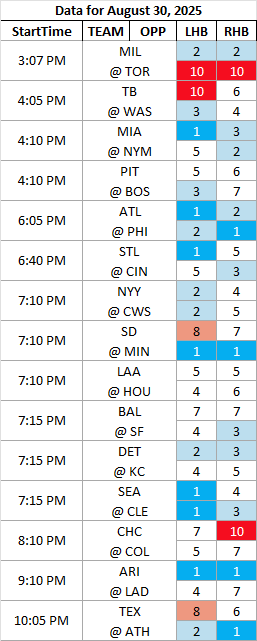 Data for August 30, 2025
StartTime TEAM OPP LHB RHB
3:07 PM MIL 2 2
@ TOR 10 10
4:05 PM TB 10 6
@ WAS 3 4
4:10 PM MIA 1 3
@ NYM 5 2
4:10 PM PIT 5 6
@ BOS 3 7
6:05 PM ATL 1 2
@ PHI 2 1
6:40 PM STL 1 5
@ CIN 5 3
7:10 PM NYY 2 4
@ CWS 2 5
7:10 PM SD 8 7
@ MIN 1 1
7:10 PM LAA 5 5
@ HOU 4 6
7:15 PM BAL 7 7
@ SF 4 3
7:15 PM DET 2 3
@ KC 4 5
7:15 PM SEA 1 4
@ CLE 1 3
8:10 PM CHC 7 10
@ COL 5 7
9:10 PM ARI 1 1
@ LAD 4 7
10:05 PM TEX 8 6
@ ATH 2 1